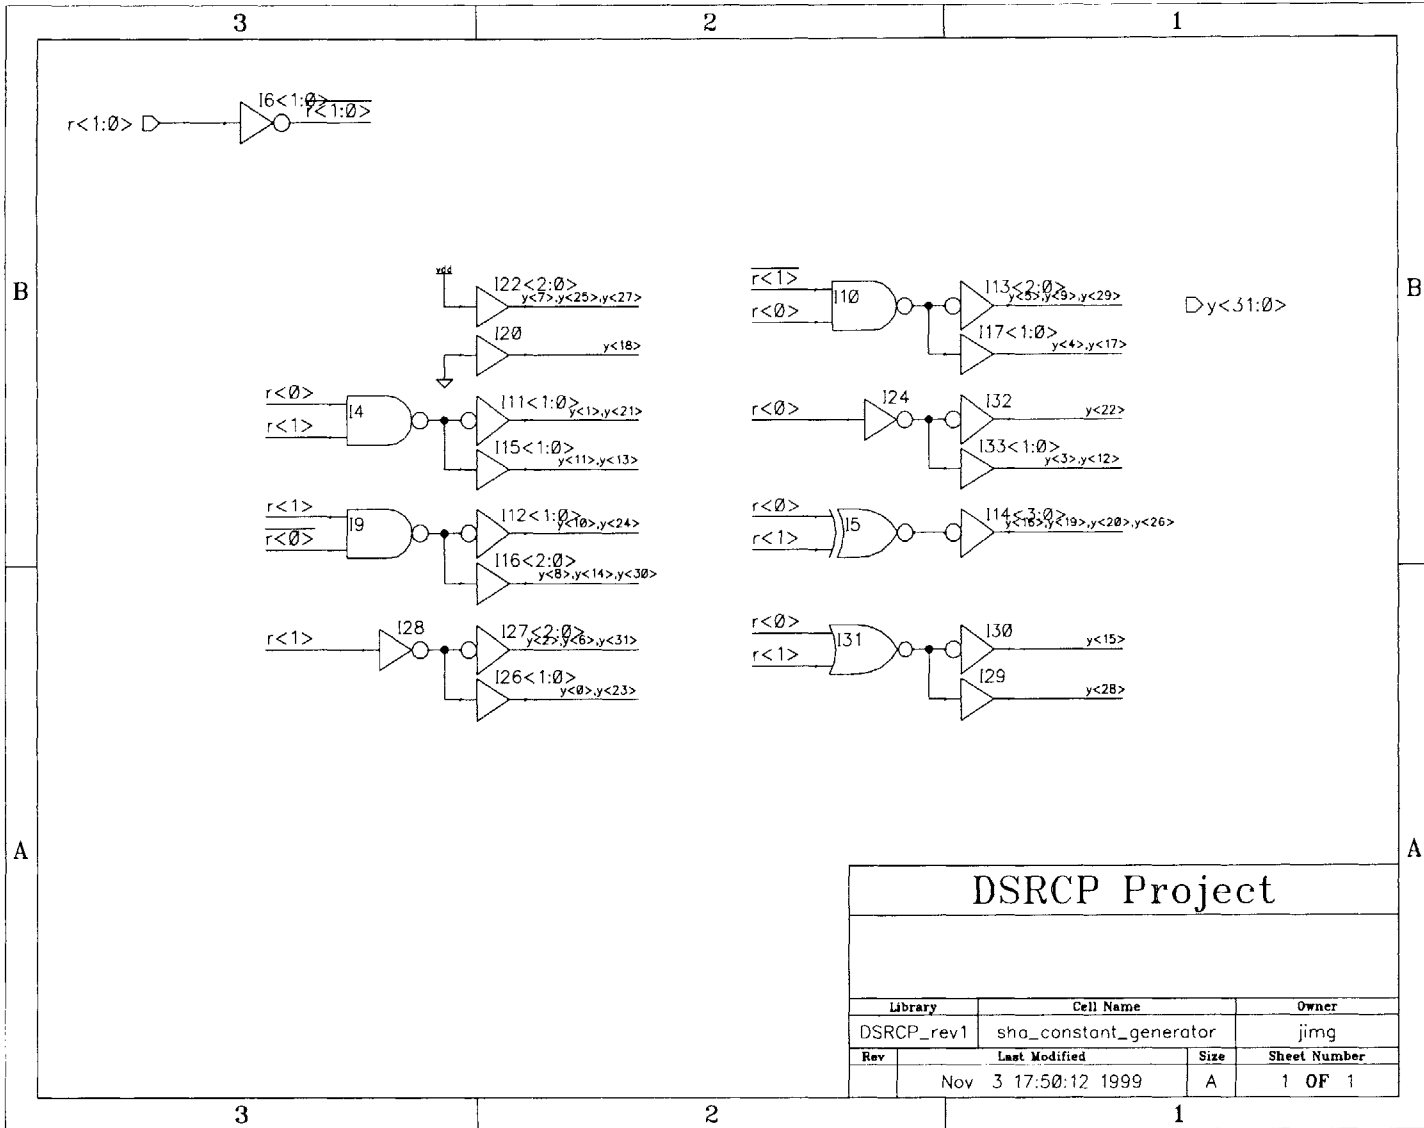 3 2 1
I6<1:0>
r<1:0> r<1:0>
B B
vdd
I22<2:0>
y<7>,y<25>,y<27>
I20
y<18>
r<0>
I4
r<1>
I11<1:0>
y<1>,y<21>
I15<1:0>
y<11>,y<13>
r<1>
I9
r<0>
I12<1:0>
y<10>,y<24>
I16<2:0>
y<8>,y<14>,y<30>
r<1>
I28
I27<2:0>
y<2>,y<6>,y<31>
I26<1:0>
y<0>,y<23>
r<1>
I10
r<0>
I13<2:0>
y<5>,y<9>,y<29>
I17<1:0>
y<4>,y<17>
y<31:0>
r<0>
I24
I32
y<22>
I33<1:0>
y<3>,y<12>
r<0>
I5
r<1>
I14<3:0>
y<16>,y<19>,y<20>,y<26>
r<0>
I31
r<1>
I30
y<15>
I29
y<28>
A A
DSRCP Project
Library Cell Name Owner
DSRCP_rev1 sha_constant_generator jimg
Rev Last Modified Size Sheet Number
Nov 3 17:50:12 1999 A 1 OF 1
3 2 1